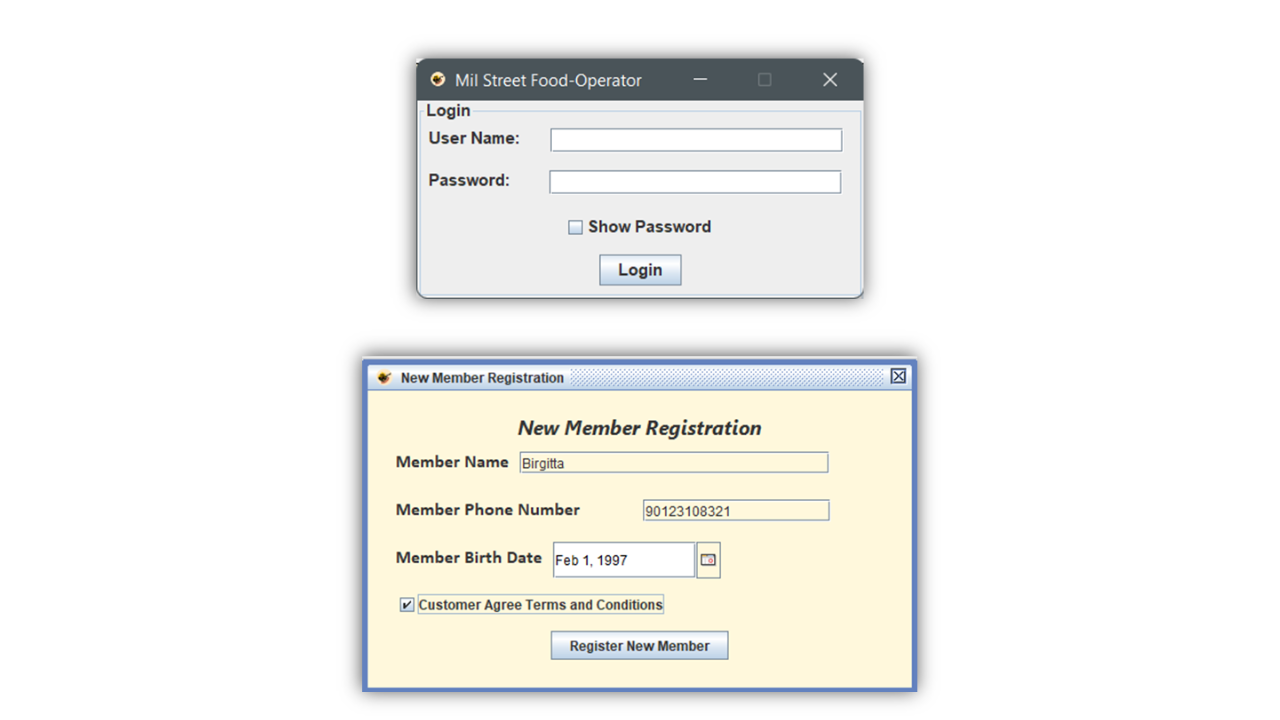 Mil Street Food-Operator
Login
User Name:
Password:
Show Password
Login
New Member Registration
New Member Registration
Member Name Birgitta
Member Phone Number 90123108321
Member Birth Date Feb 1, 1997
Customer Agree Terms and Conditions
Register New Member